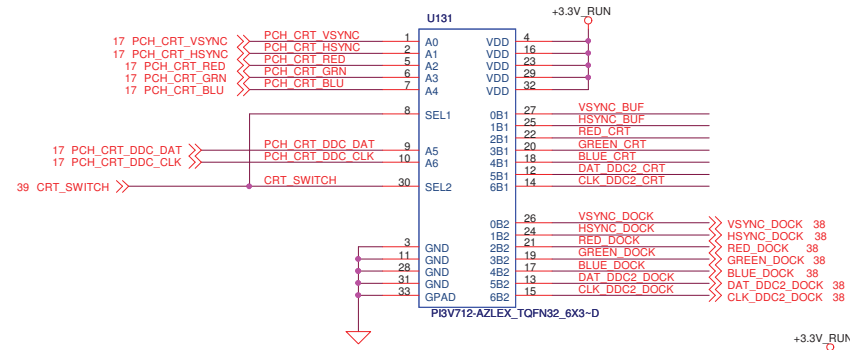 +3.3V_RUN
U131
17 PCH_CRT_VSYNC PCH_CRT_VSYNC 1 A0 VDD 4
17 PCH_CRT_HSYNC PCH_CRT_HSYNC 2 A1 VDD 16
17 PCH_CRT_RED PCH_CRT_RED 5 A2 VDD 23
17 PCH_CRT_GRN PCH_CRT_GRN 6 A3 VDD 29
17 PCH_CRT_BLU PCH_CRT_BLU 7 A4 VDD 32
8 SEL1 0B1 27 VSYNC_BUF
1B1 25 HSYNC_BUF
2B1 22 RED_CRT
17 PCH_CRT_DDC_DAT PCH_CRT_DDC_DAT 9 A5 3B1 20 GREEN_CRT
17 PCH_CRT_DDC_CLK PCH_CRT_DDC_CLK 10 A6 4B1 18 BLUE_CRT
5B1 12 DAT_DDC2_CRT
39 CRT_SWITCH CRT_SWITCH 30 SEL2 6B1 14 CLK_DDC2_CRT
0B2 26 VSYNC_DOCK VSYNC_DOCK 38
1B2 24 HSYNC_DOCK HSYNC_DOCK 38
3 GND 2B2 21 RED_DOCK RED_DOCK 38
11 GND 3B2 19 GREEN_DOCK GREEN_DOCK 38
28 GND 4B2 17 BLUE_DOCK BLUE_DOCK 38
31 GND 5B2 13 DAT_DDC2_DOCK DAT_DDC2_DOCK 38
33 GPAD 6B2 15 CLK_DDC2_DOCK CLK_DDC2_DOCK 38
PI3V712-AZLEX_TQFN32_6X3~D
+3.3V_RUN